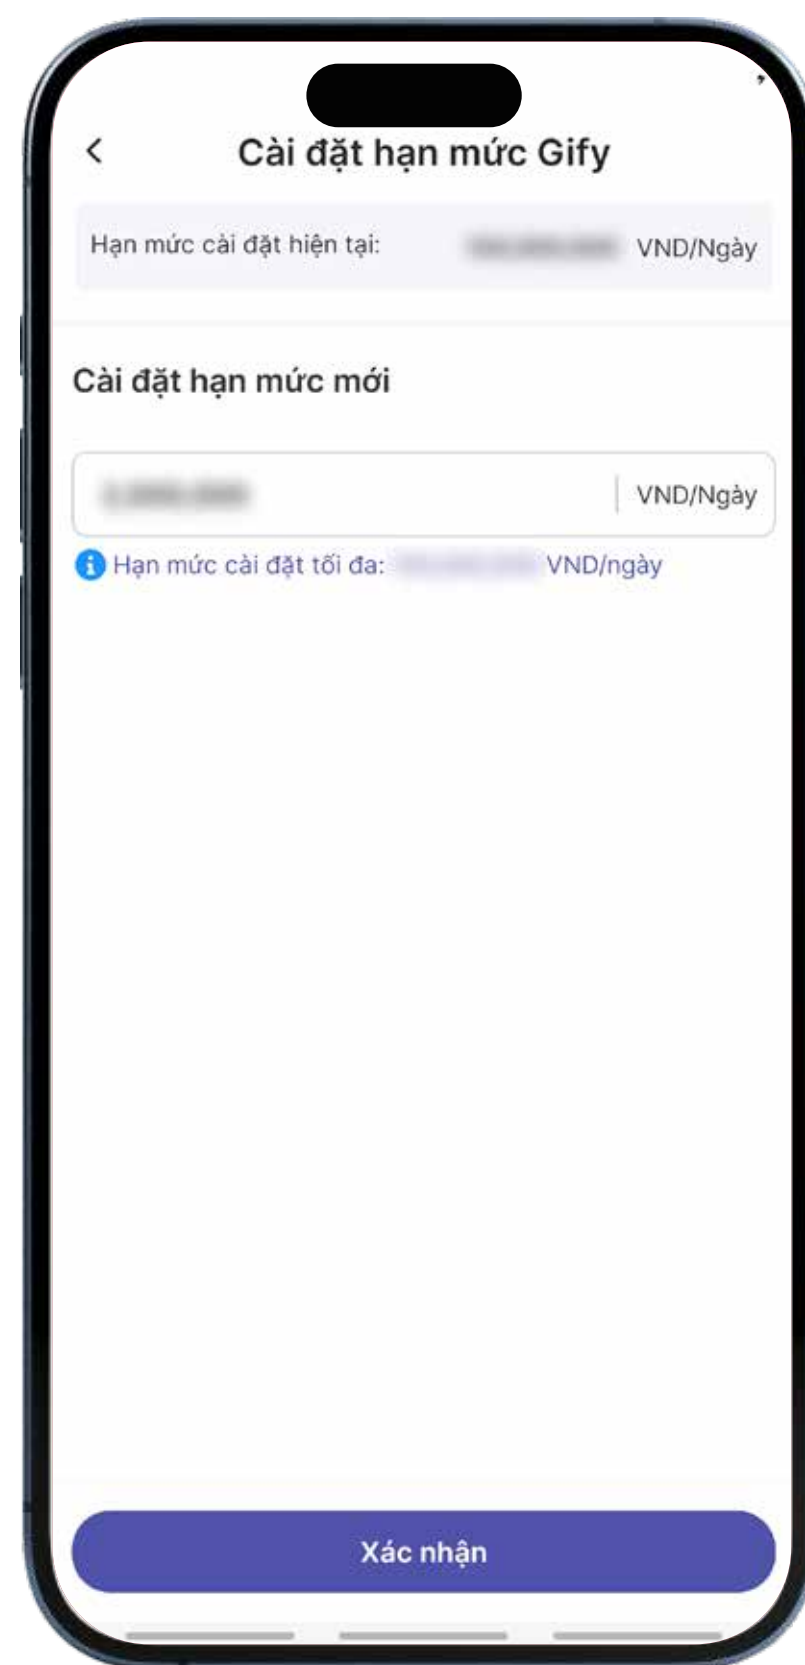 Cài đặt hạn mức Gify
Hạn mức cài đặt hiện tại: VND/Ngày
Cài đặt hạn mức mới
VND/Ngày
Hạn mức cài đặt tối đa: VND/ngày
Xác nhận